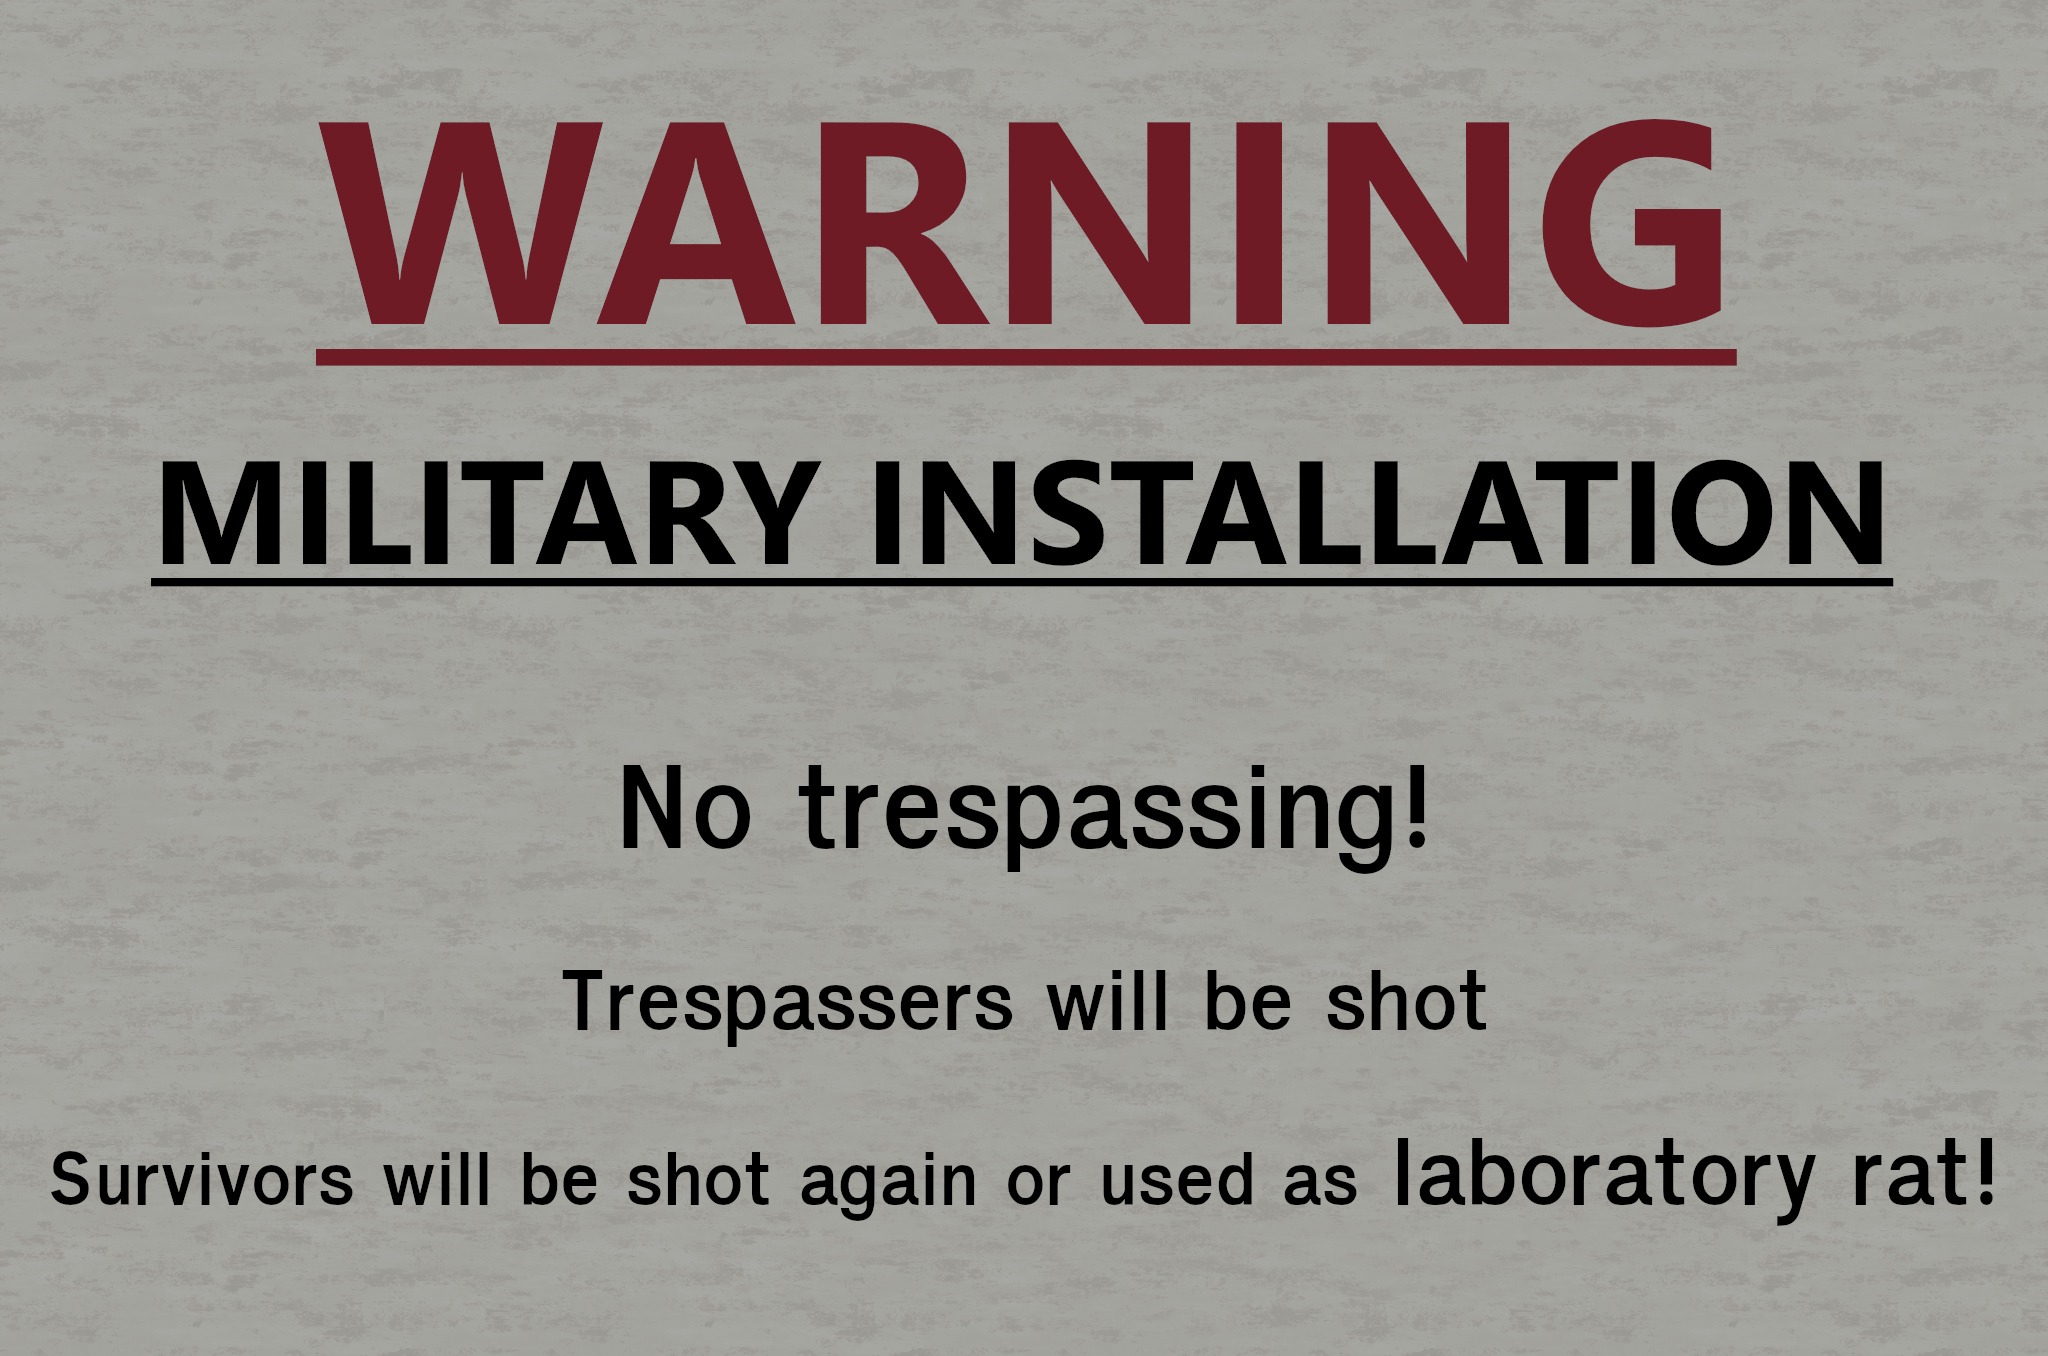 WARNING
MILITARY INSTALLATION
No trespassing!
Trespassers will be shot
Survivors will be shot again or used as laboratory rat!